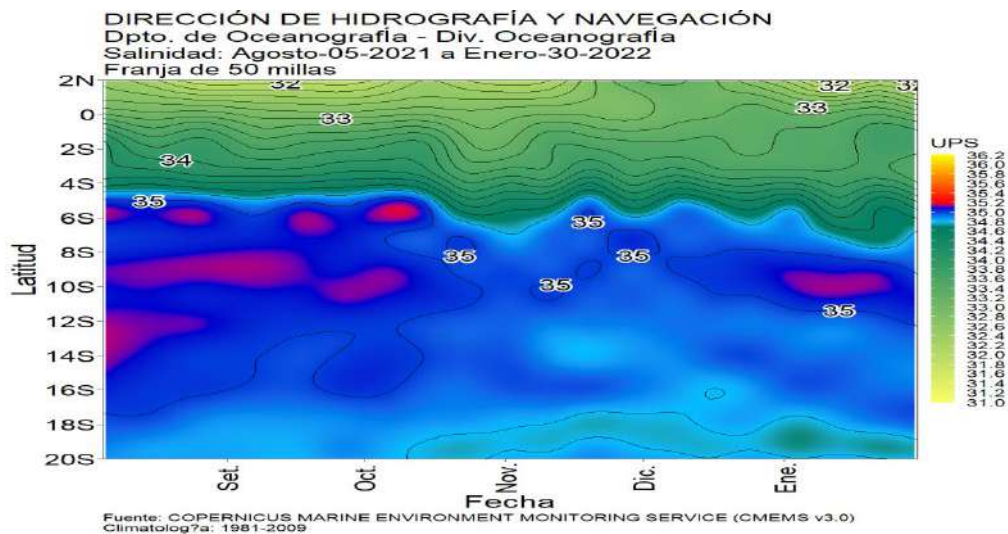 DIRECCIÓN DE HIDROGRAFÍA Y NAVEGACIÓN
Dpto. de Oceanografía - Div. Oceanografía
Salinidad: Agosto-05-2021 a Enero-30-2022
Franja de 50 millas
2N
0
2S
4S
6S
8S
10S
12S
14S
16S
18S
20S
Latitud
32
32
33
33
34
35
35
35
35
35
35
Set.
Oct.
Nov.
Dic.
Ene.
Fecha
UPS
36.2
36.0
35.8
35.6
35.4
35.2
35.1
34.8
34.6
34.4
34.2
34.0
33.8
33.6
33.4
33.2
33.0
32.8
32.6
32.4
32.2
32.0
31.8
31.6
31.4
31.2
31.0
Fuente: COPERNICUS MARINE ENVIRONMENT MONITORING SERVICE (CMEMS v3.0)
Climatolog?a: 1981-2009